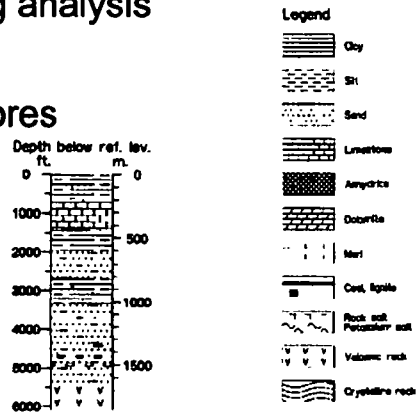 g analysis
ores
Depth below ref. lev.
ft. m.
0 0
1000
500
2000
3000
1000
4000
5000 1500
6000
Legend
Clay
Silt
Sand
Limestone
Anhydrite
Dolomite
Marl
Coal, lignite
Rock salt
Potassium salt
Volcanic rock
Crystalline rock